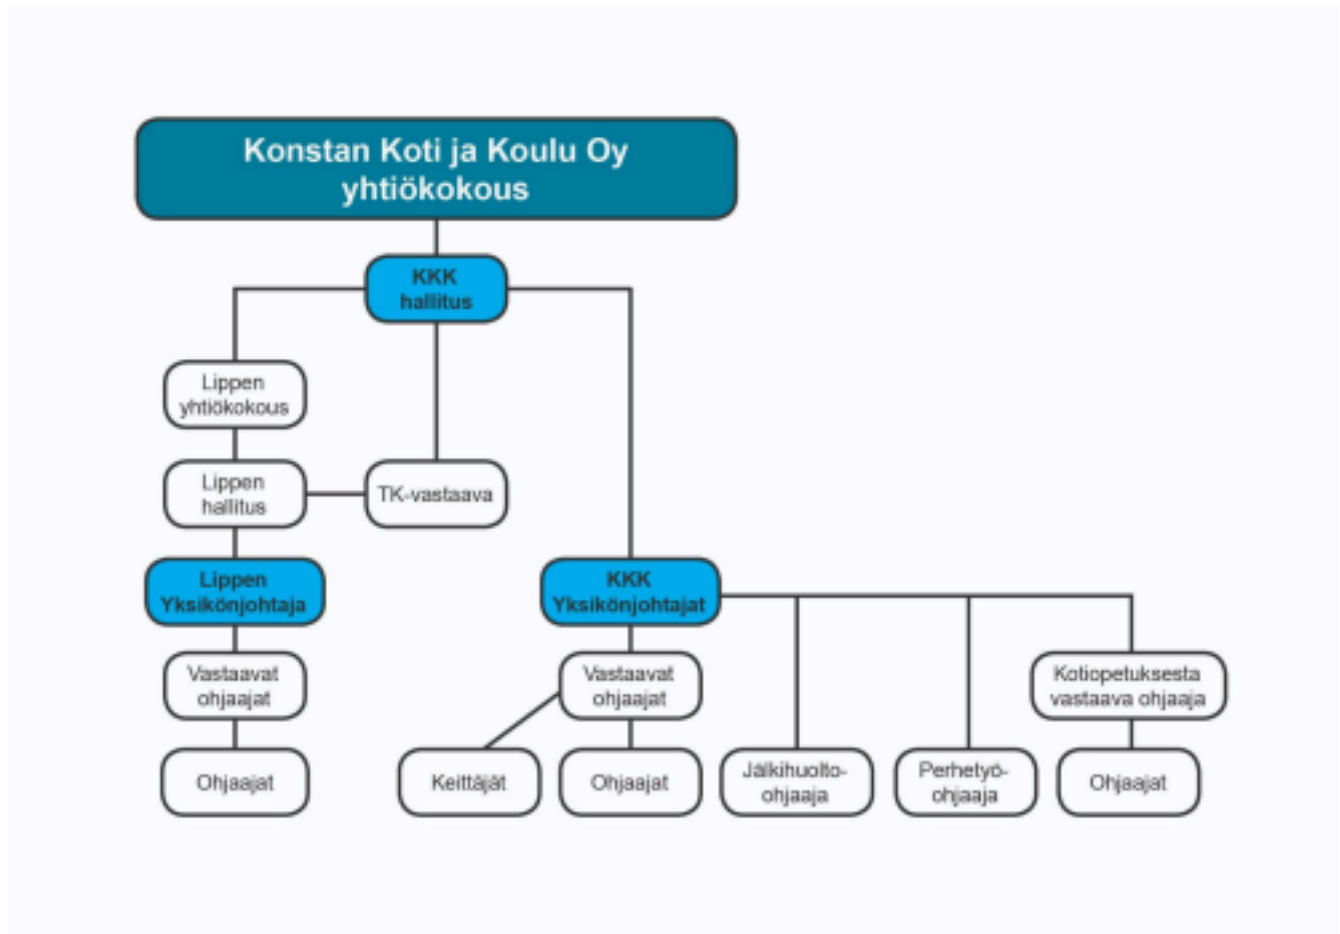 Konstan Koti ja Koulu Oy
yhtiökokous
KKK
hallitus
Lippen
yhtiökokous
Lippen
hallitus
TK-vastaava
Lippen
Yksikönjohtaja
KKK
Yksikönjohtajat
Vastaavat
ohjaajat
Vastaavat
ohjaajat
Kotiopetuksesta
vastaava ohjaaja
Ohjaajat
Keittäjät
Ohjaajat
Jälkihuolto-
ohjaaja
Perhetyö-
ohjaaja
Ohjaajat